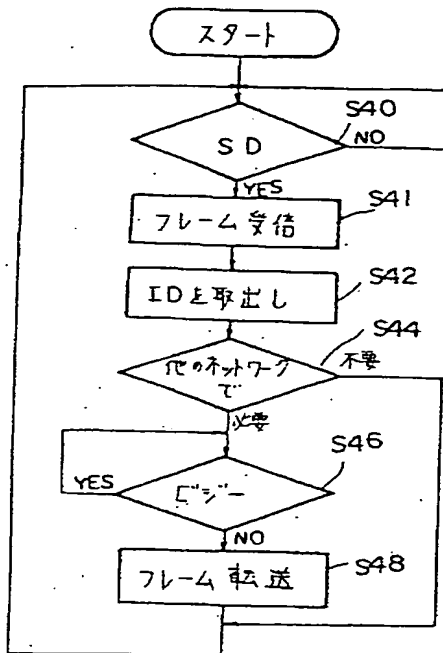 スタート
S40
SD
NO
YES
S41
フレーム受信
S42
IDを取出し
S44
他のネットワーク
で
不要
必要
S46
ビジー
YES
NO
フレーム転送
S48